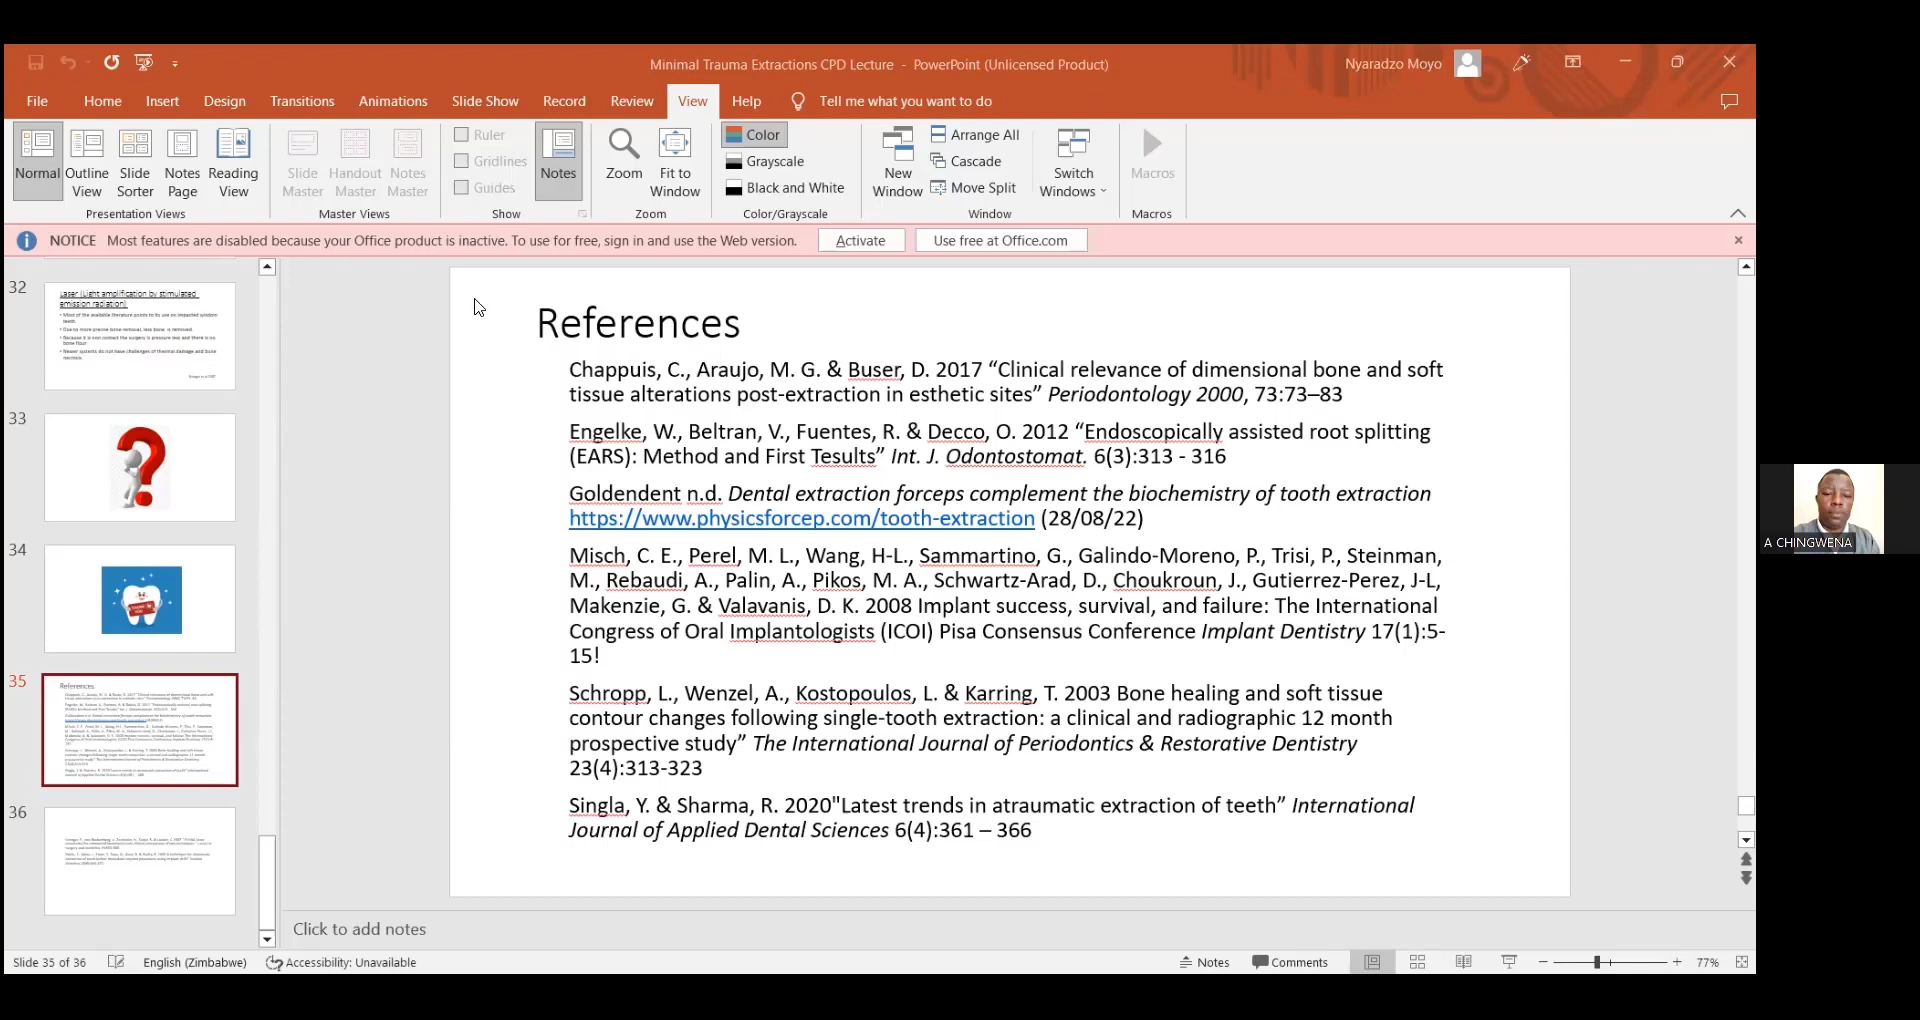 Minimal Trauma Extractions CPD Lecture - PowerPoint (Unlicensed Product)
Nyaradzo Moyo
File Home Insert Design Transitions Animations Slide Show Record Review View Help Tell me what you want to do
Normal Outline View Slide Sorter Notes Page Reading View
Presentation Views
Slide Master Handout Master Notes Master
Master Views
Ruler
Gridlines
Guides
Show
Notes
Zoom Fit to Window
Zoom
Color
Grayscale
Black and White
Color/Grayscale
New Window
Arrange All
Cascade
Move Split
Switch Windows
Window
Macros
Macros
NOTICE Most features are disabled because your Office product is inactive. To use for free, sign in and use the Web version. Activate Use free at Office.com
32
Laser (Light amplification by stimulated
emission radiation)
33
34
35
References
36
References
Chappuis, C., Araujo, M. G. & Buser, D. 2017 “Clinical relevance of dimensional bone and soft
tissue alterations post-extraction in esthetic sites” Periodontology 2000, 73:73–83
Engelke, W., Beltran, V., Fuentes, R. & Decco, O. 2012 “Endoscopically assisted root splitting
(EARS): Method and First Tesults” Int. J. Odontostomat. 6(3):313 - 316
Goldendent n.d. Dental extraction forceps complement the biochemistry of tooth extraction
https://www.physicsforcep.com/tooth-extraction (28/08/22)
Misch, C. E., Perel, M. L., Wang, H-L., Sammartino, G., Galindo-Moreno, P., Trisi, P., Steinman,
M., Rebaudi, A., Palin, A., Pikos, M. A., Schwartz-Arad, D., Choukroun, J., Gutierrez-Perez, J-L,
Makenzie, G. & Valavanis, D. K. 2008 Implant success, survival, and failure: The International
Congress of Oral Implantologists (ICOI) Pisa Consensus Conference Implant Dentistry 17(1):5-
15!
Schropp, L., Wenzel, A., Kostopoulos, L. & Karring, T. 2003 Bone healing and soft tissue
contour changes following single-tooth extraction: a clinical and radiographic 12 month
prospective study” The International Journal of Periodontics & Restorative Dentistry
23(4):313-323
Singla, Y. & Sharma, R. 2020"Latest trends in atraumatic extraction of teeth” International
Journal of Applied Dental Sciences 6(4):361 – 366
A CHINGWENA
Click to add notes
Slide 35 of 36 English (Zimbabwe) Accessibility: Unavailable Notes Comments 77%